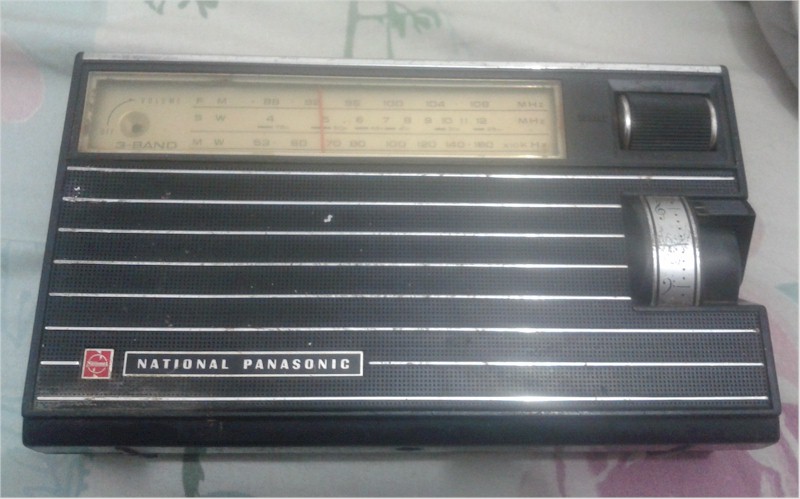 VOLUME F M 88 92 96 100 104 108 MHz
OFF S W 4 5 6 7 8 9 10 11 12 MHz
3-BAND M W 53 60 70 80 100 120 140 160
NATIONAL PANASONIC